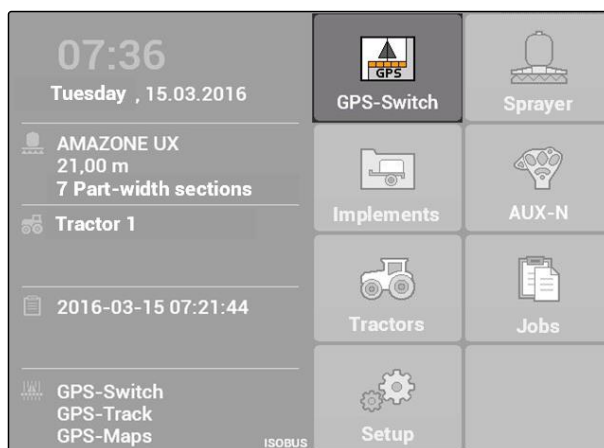 07:36
Tuesday , 15.03.2016
AMAZONE UX
21,00 m
7 Part-width sections
Tractor 1
2016-03-15 07:21:44
GPS-Switch
GPS-Track
GPS-Maps
ISOBUS
GPS
GPS-Switch
Sprayer
Implements
AUX-N
Tractors
Jobs
Setup